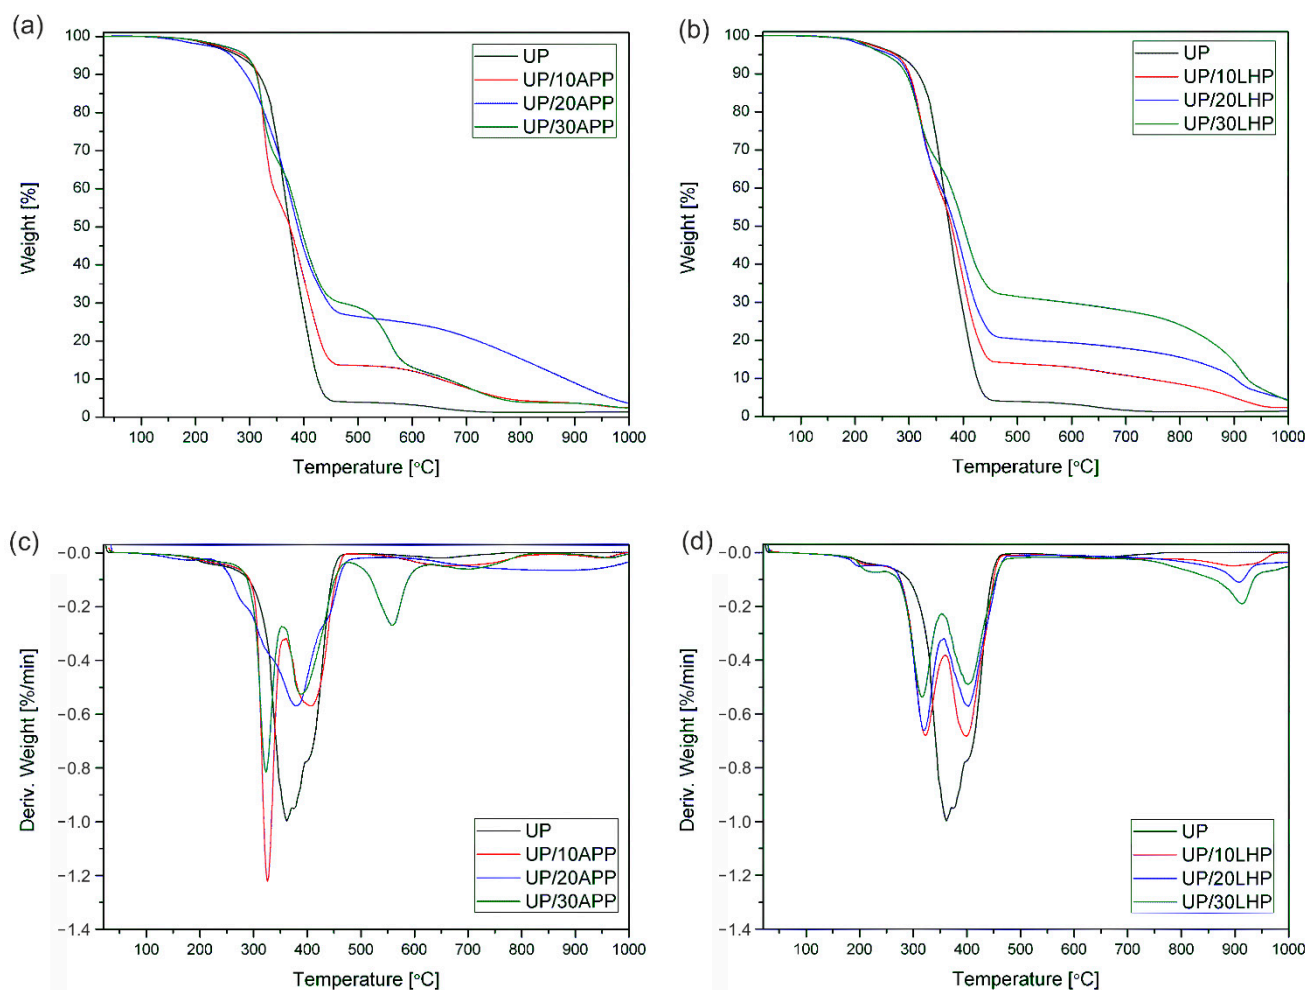 (a)
UP
UP/10APP
UP/20APP
UP/30APP
100
90
80
70
60
50
40
30
20
10
0
Weight [%]
100 200 300 400 500 600 700 800 900 1000
Temperature [°C]
(b)
UP
UP/10LHP
UP/20LHP
UP/30LHP
100
90
80
70
60
50
40
30
20
10
0
Weight [%]
100 200 300 400 500 600 700 800 900 1000
Temperature [°C]
(c)
−0.0
−0.2
−0.4
−0.6
−0.8
−1.0
−1.2
−1.4
Deriv. Weight [%/min]
UP
UP/10APP
UP/20APP
UP/30APP
100 200 300 400 500 600 700 800 900 1000
Temperature [°C]
(d)
−0.0
−0.2
−0.4
−0.6
−0.8
−1.0
−1.2
−1.4
Deriv. Weight [%/min]
UP
UP/10LHP
UP/20LHP
UP/30LHP
100 200 300 400 500 600 700 800 900 1000
Temperature [°C]